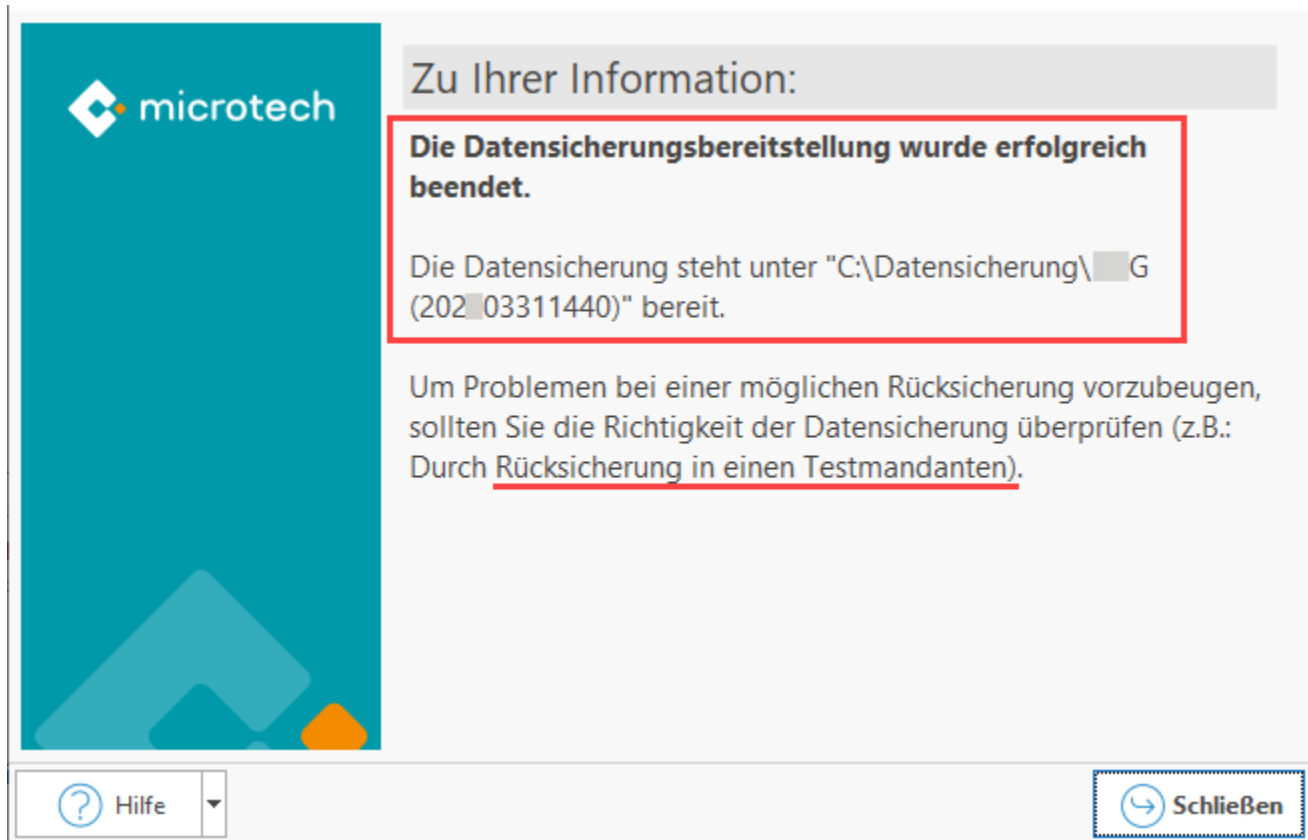 microtech
Zu Ihrer Information:
Die Datensicherungsbereitstellung wurde erfolgreich
beendet.
Die Datensicherung steht unter "C:\Datensicherung\ G
(202 03311440)" bereit.
Um Problemen bei einer möglichen Rücksicherung vorzubeugen,
sollten Sie die Richtigkeit der Datensicherung überprüfen (z.B.:
Durch Rücksicherung in einen Testmandanten).
Hilfe
Schließen